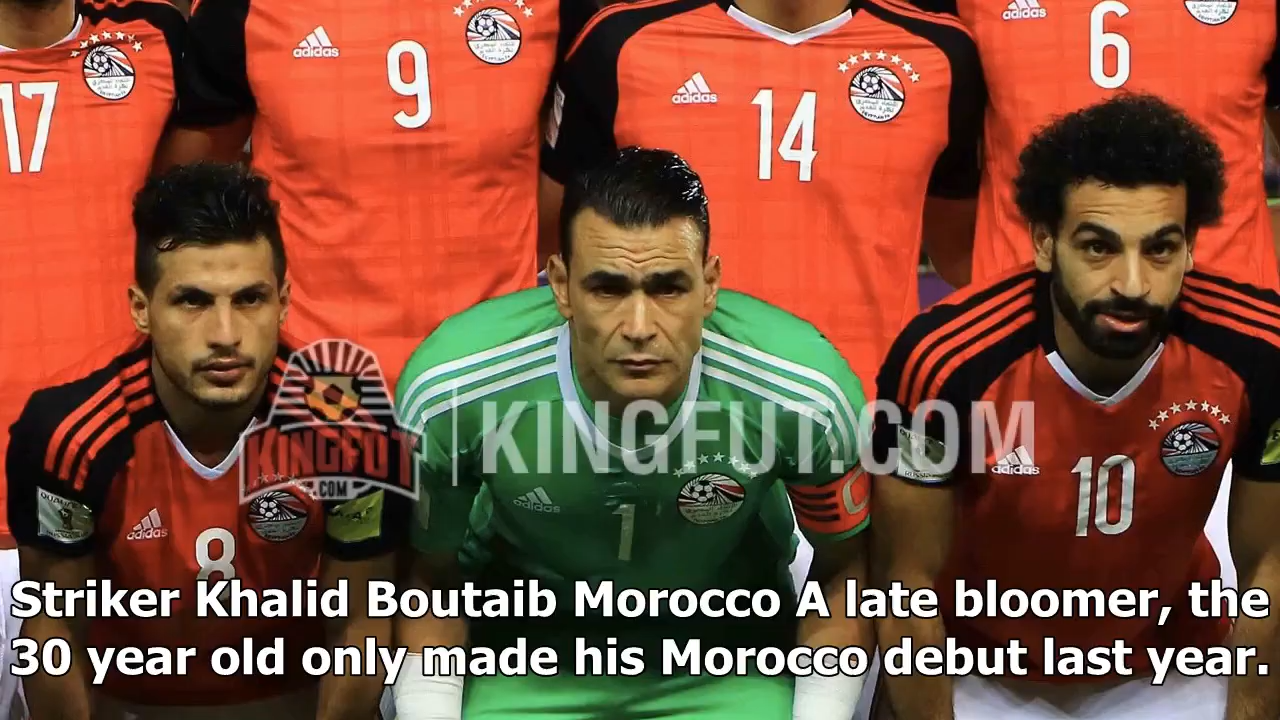 17
adidas
9
adidas
14
adidas
6
KINGFUT
.COM
KINGFUT.COM
adidas
8
adidas
1
C
adidas
10
Striker Khalid Boutaib Morocco A late bloomer, the
30 year old only made his Morocco debut last year.